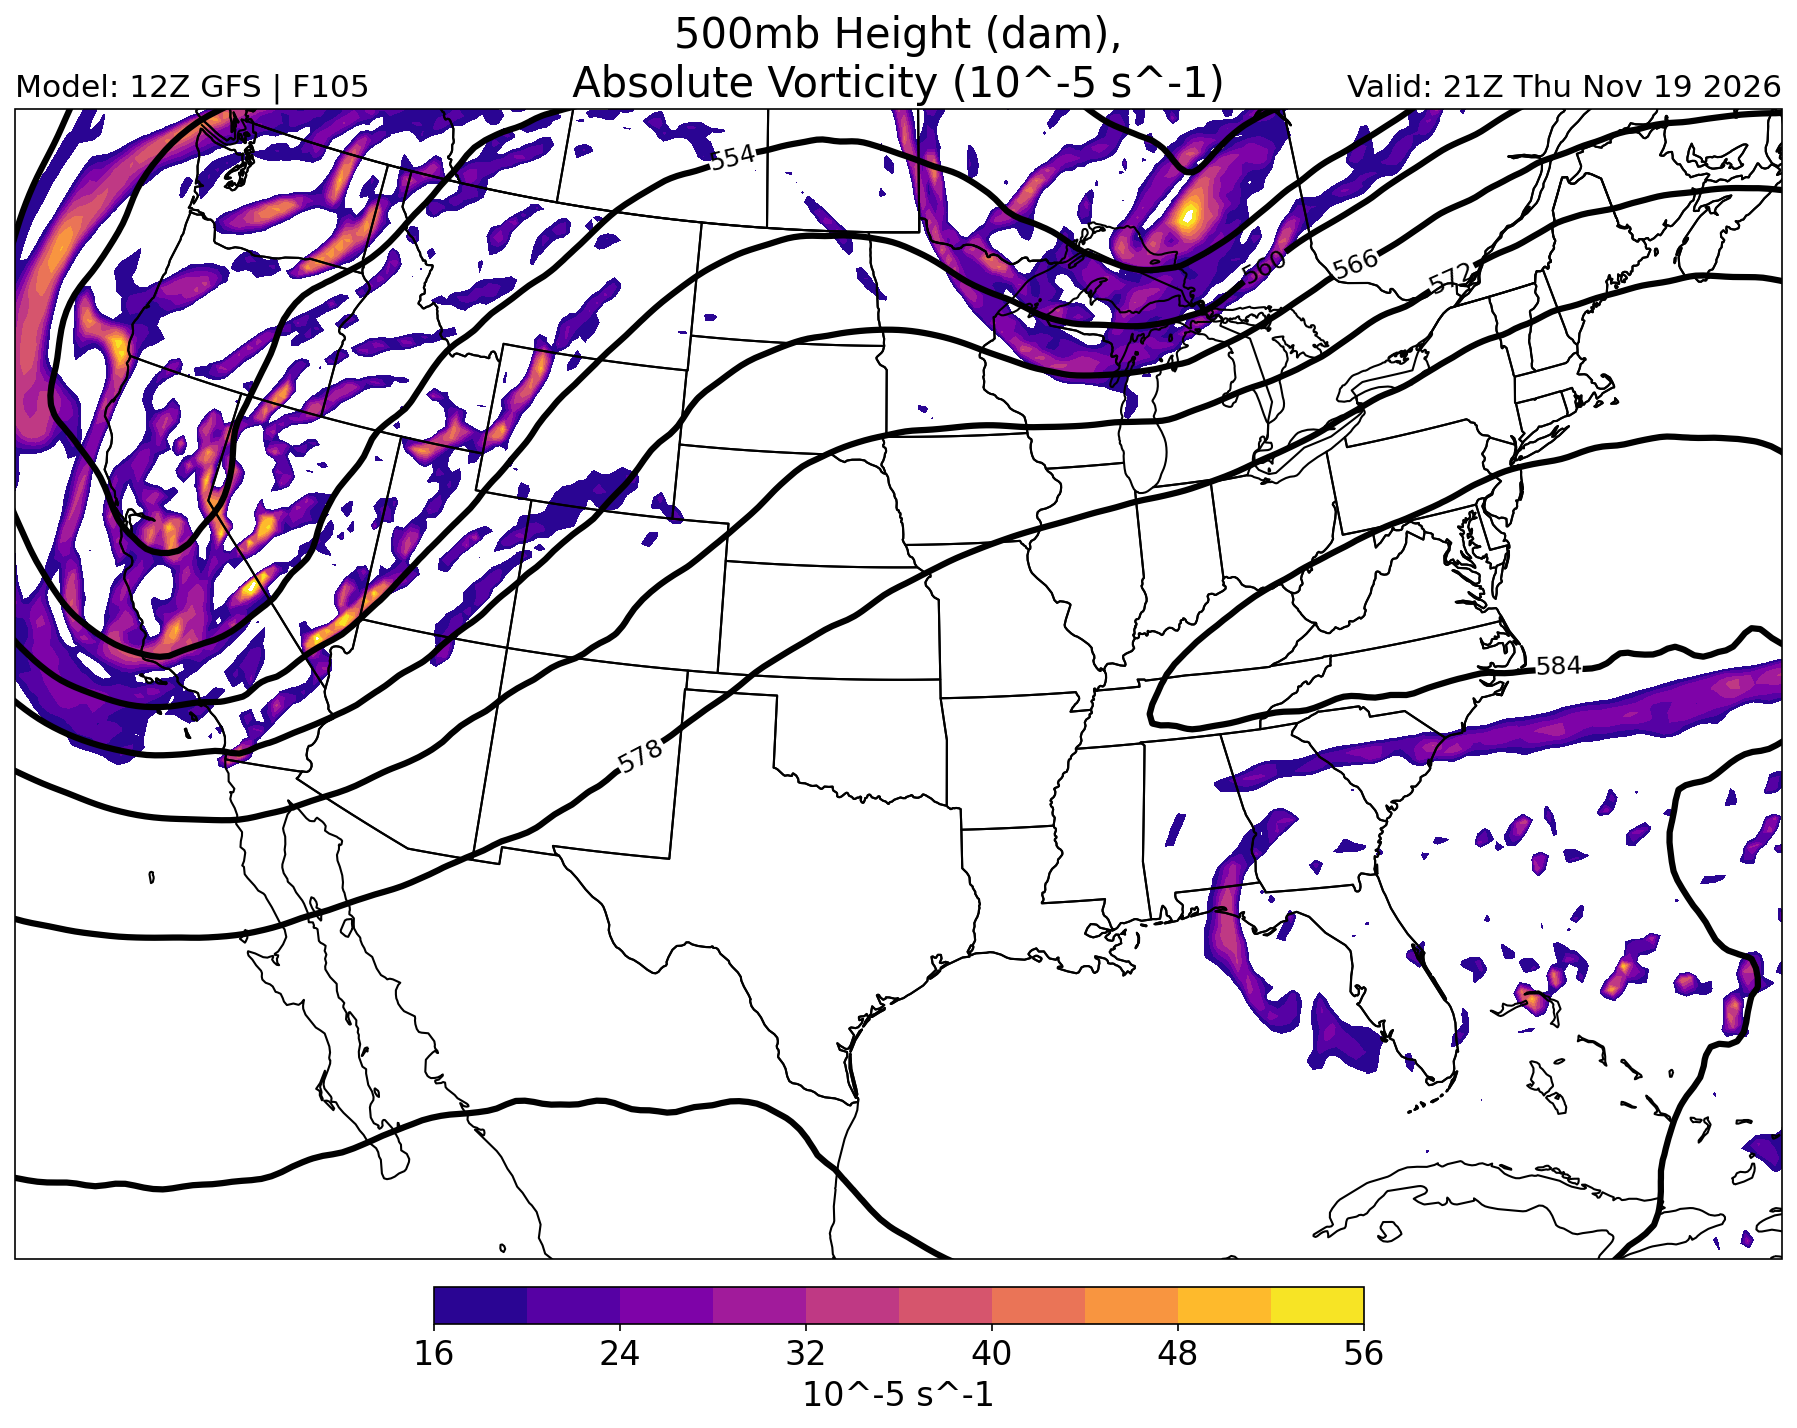 500mb Height (dam),
Absolute Vorticity (10^-5 s^-1)
Model: 12Z GFS | F105
Valid: 21Z Thu Nov 19 2026
554
560
566
572
578
584
16 24 32 40 48 56
10^-5 s^-1